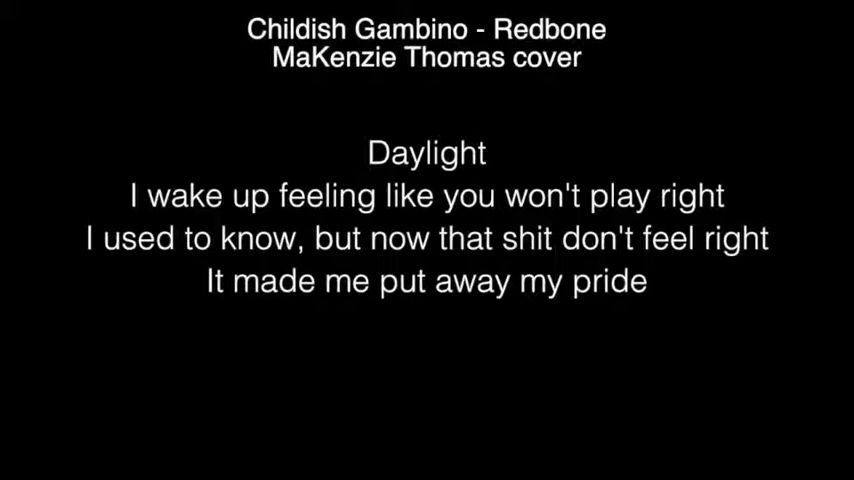 Childish Gambino - Redbone
MaKenzie Thomas cover
Daylight
I wake up feeling like you won't play right
I used to know, but now that shit don't feel right
It made me put away my pride